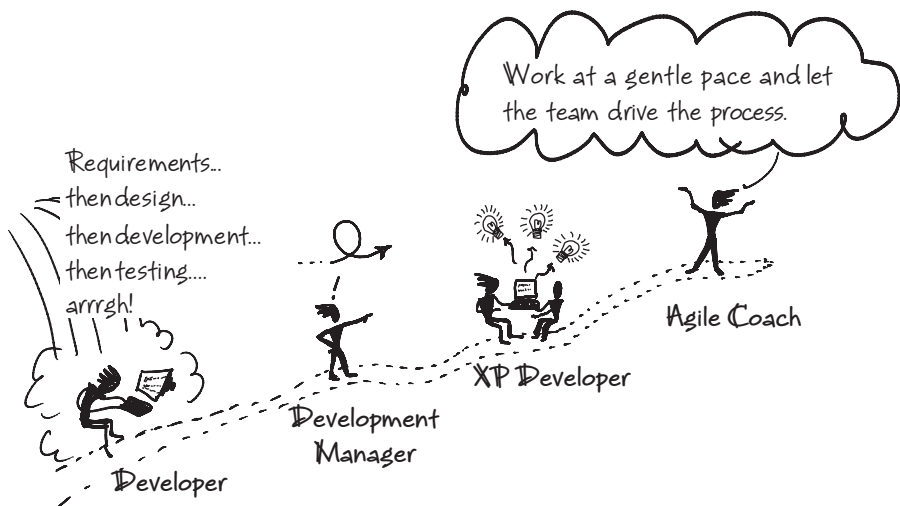 Work at a gentle pace and let
the team drive the process.
Requirements...
then design...
then development...
then testing....
arrrgh!
Agile Coach
XP Developer
Development
Manager
Developer